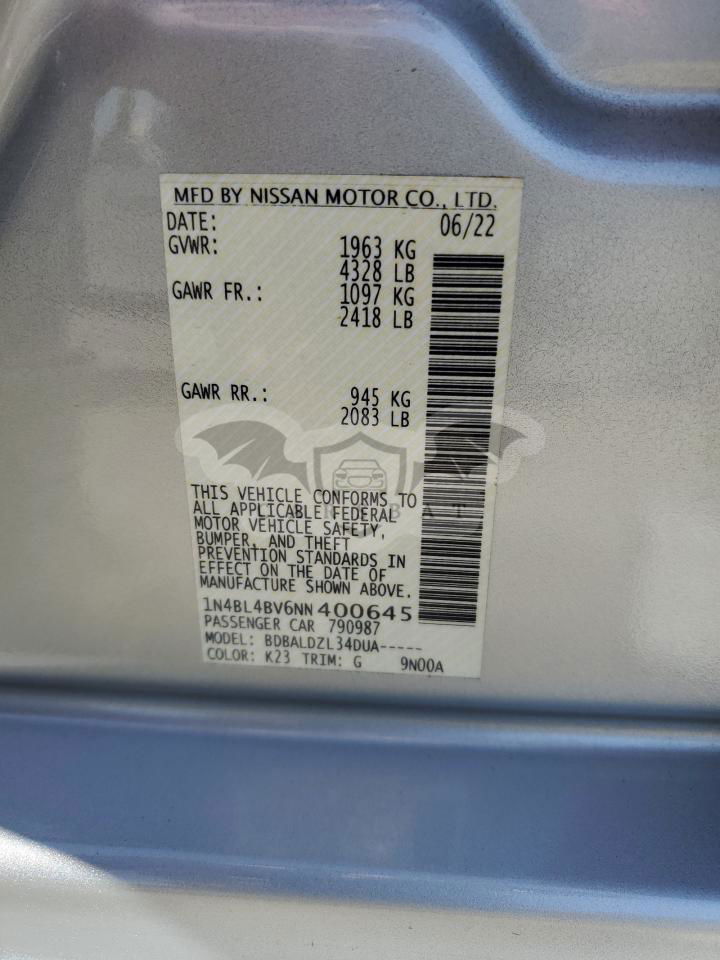 MFD BY NISSAN MOTOR CO., LTD.
DATE: 06/22
GVWR: 1963 KG
4328 LB
GAWR FR.: 1097 KG
2418 LB
GAWR RR.: 945 KG
2083 LB
THIS VEHICLE CONFORMS TO
ALL APPLICABLE FEDERAL
MOTOR VEHICLE SAFETY,
BUMPER, AND THEFT
PREVENTION STANDARDS IN
EFFECT ON THE DATE OF
MANUFACTURE SHOWN ABOVE.
1N4BL4BV6NN400645
PASSENGER CAR 790987
MODEL: BDBALDZL34DUA-----
COLOR: K23 TRIM: G 9N00A